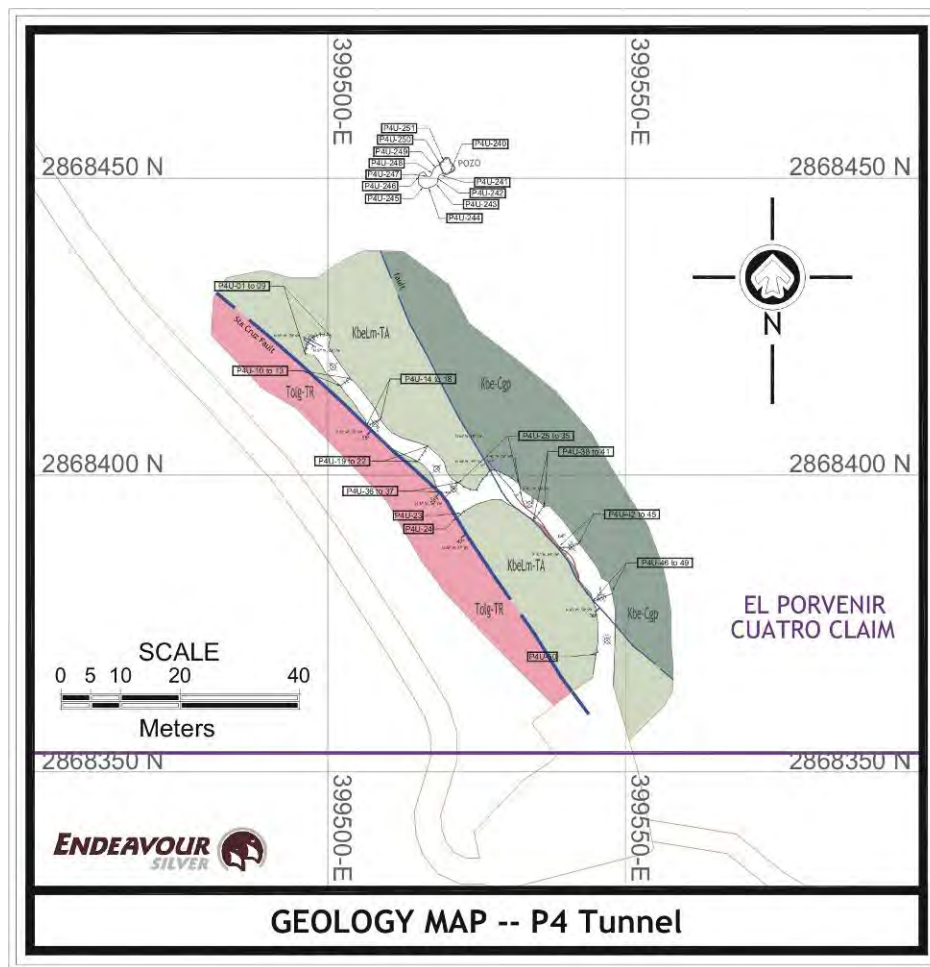 399500-E
399550-E
P4U-251
P4U-250
P4U-240
P4U-249
POZO
P4U-248
2868450 N
2868450 N
P4U-247
P4U-241
P4U-246
P4U-242
P4U-245
P4U-243
P4U-244
fault
P4U-01 to 09
Sta Cruz Fault
KbeLm-TA
N
P4U-10 to 13
P4U-14 to 18
Kbe-Cgp
Tolg-TR
P4U-25 to 35
P4U-38 to 41
P4U-19 to 22
2868400 N
2868400 N
P4U-36 to 37
P4U-23
P4U-24
P4U-42 to 45
KbeLm-TA
P4U-46 to 49
Tolg-TR
Kbe-Cgp
EL PORVENIR
CUATRO CLAIM
SCALE
P4U-50
0 5 10 20 40
Meters
2868350 N
2868350 N
399500-E
399550-E
ENDEAVOUR
SILVER
GEOLOGY MAP -- P4 Tunnel